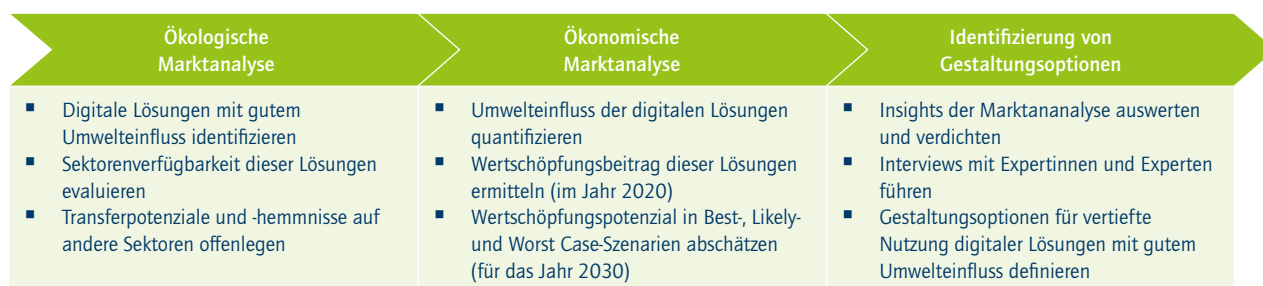 Ökologische
Marktanalyse
Ökonomische
Marktanalyse
Identifizierung von
Gestaltungsoptionen
▪ Digitale Lösungen mit gutem
Umwelteinfluss identifizieren
▪ Sektorenverfügbarkeit dieser Lösungen
evaluieren
▪ Transferpotenziale und -hemmnisse auf
andere Sektoren offenlegen
▪ Umwelteinfluss der digitalen Lösungen
quantifizieren
▪ Wertschöpfungsbeitrag dieser Lösungen
ermitteln (im Jahr 2020)
▪ Wertschöpfungspotenzial in Best-, Likely-
und Worst Case-Szenarien abschätzen
(für das Jahr 2030)
▪ Insights der Marktananalyse auswerten
und verdichten
▪ Interviews mit Expertinnen und Experten
führen
▪ Gestaltungsoptionen für vertiefte
Nutzung digitaler Lösungen mit gutem
Umwelteinfluss definieren